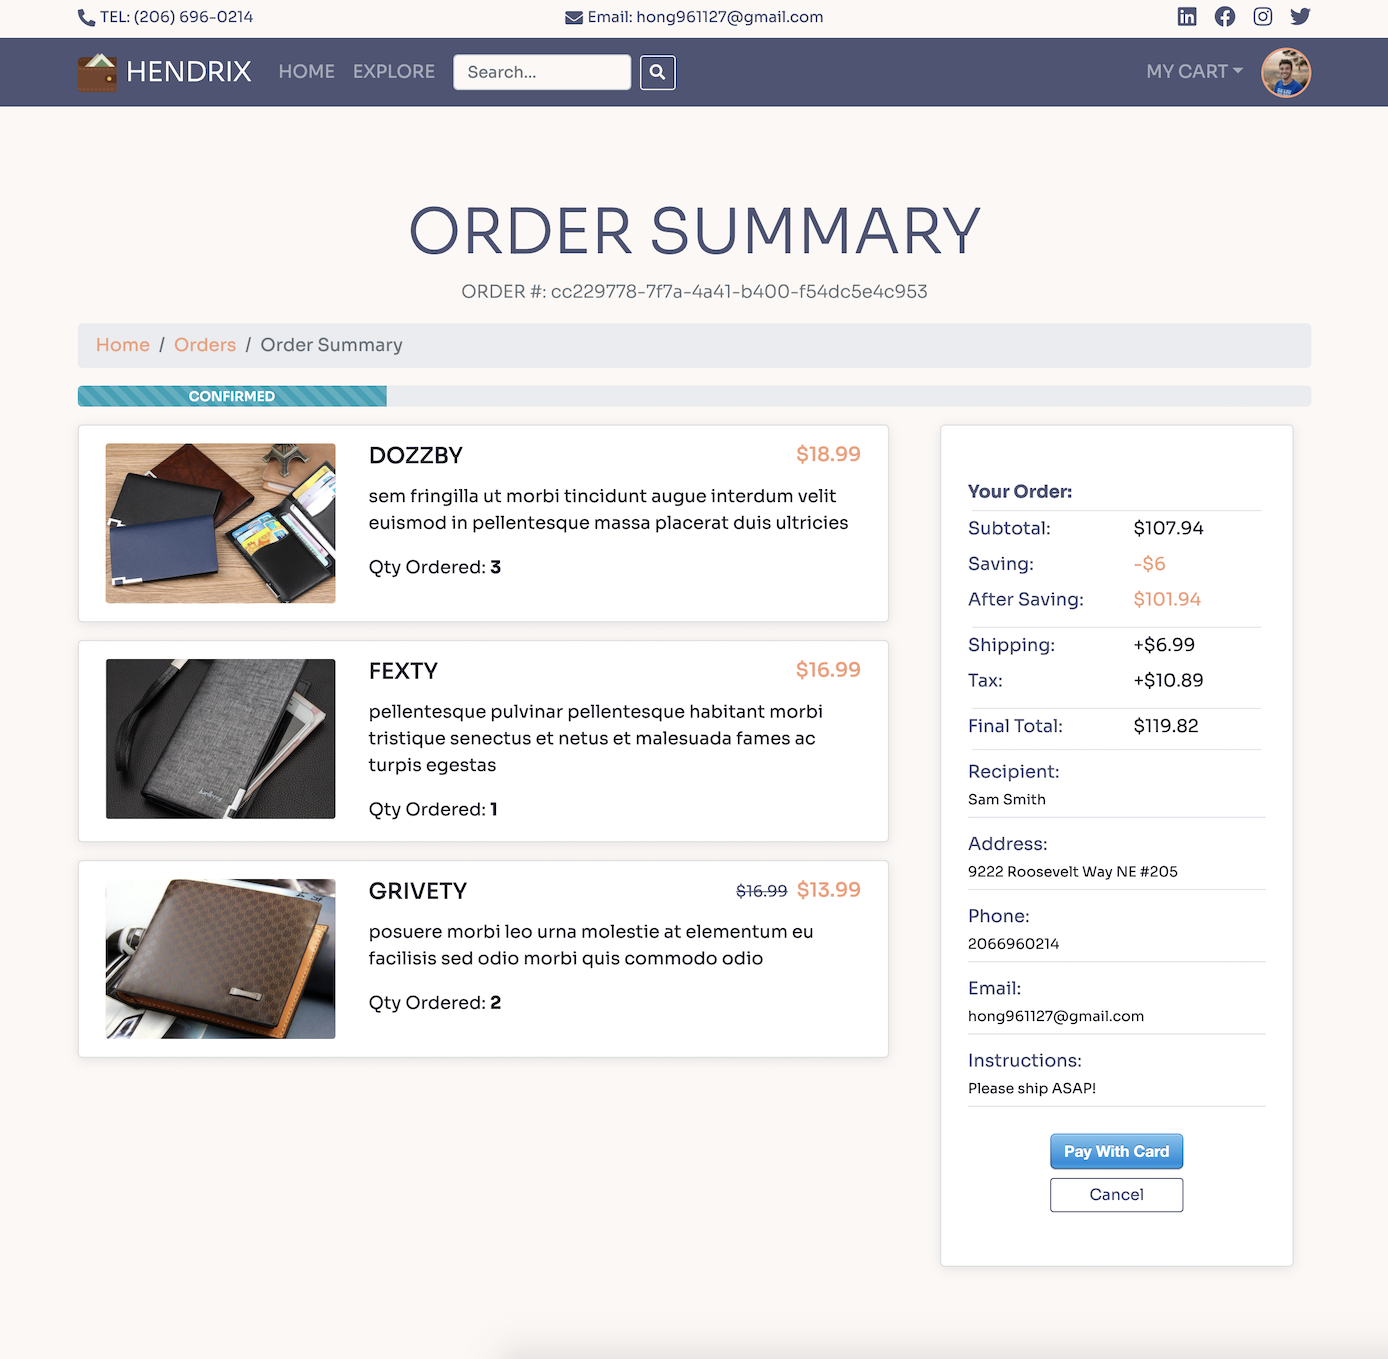 TEL: (206) 696-0214
Email: hong961127@gmail.com
HENDRIX
HOME
EXPLORE
Search...
MY CART
ORDER SUMMARY
ORDER #: cc229778-7f7a-4a41-b400-f54dc5e4c953
Home / Orders / Order Summary
CONFIRMED
DOZZBY
$18.99
sem fringilla ut morbi tincidunt augue interdum velit
euismod in pellentesque massa placerat duis ultricies
Qty Ordered: 3
FEXTY
$16.99
pellentesque pulvinar pellentesque habitant morbi
tristique senectus et netus et malesuada fames ac
turpis egestas
Qty Ordered: 1
GRIVETY
$16.99 $13.99
posuere morbi leo urna molestie at elementum eu
facilisis sed odio morbi quis commodo odio
Qty Ordered: 2
Your Order:
Subtotal: $107.94
Saving: -$6
After Saving: $101.94
Shipping: +$6.99
Tax: +$10.89
Final Total: $119.82
Recipient:
Sam Smith
Address:
9222 Roosevelt Way NE #205
Phone:
2066960214
Email:
hong961127@gmail.com
Instructions:
Please ship ASAP!
Pay With Card
Cancel